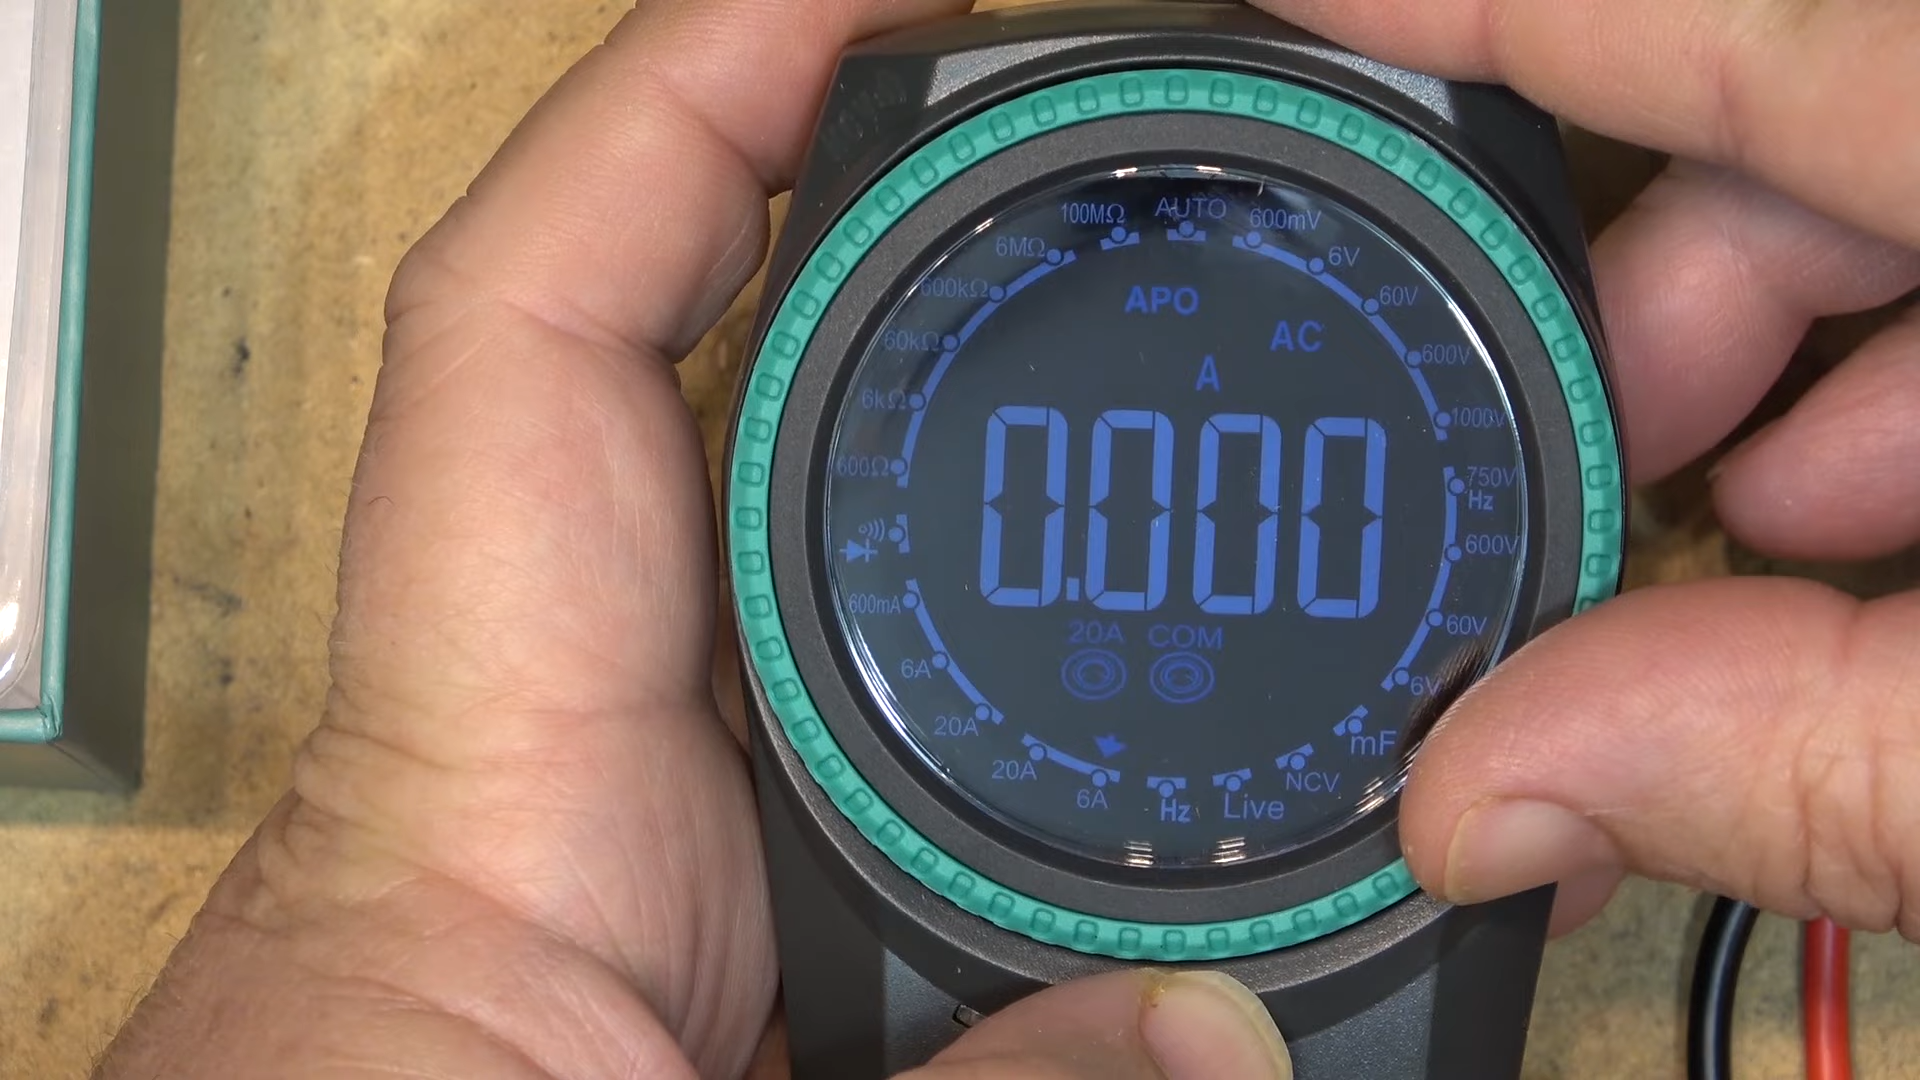 100MΩ
AUTO
600mV
6MΩ
6V
600kΩ
60V
60kΩ
600V
6kΩ
1000V
600Ω
750V
Hz
600V
600mA
60V
6A
6V
20A
mF
20A
NCV
6A
Hz
Live
APO
AC
A
0.000
20A COM